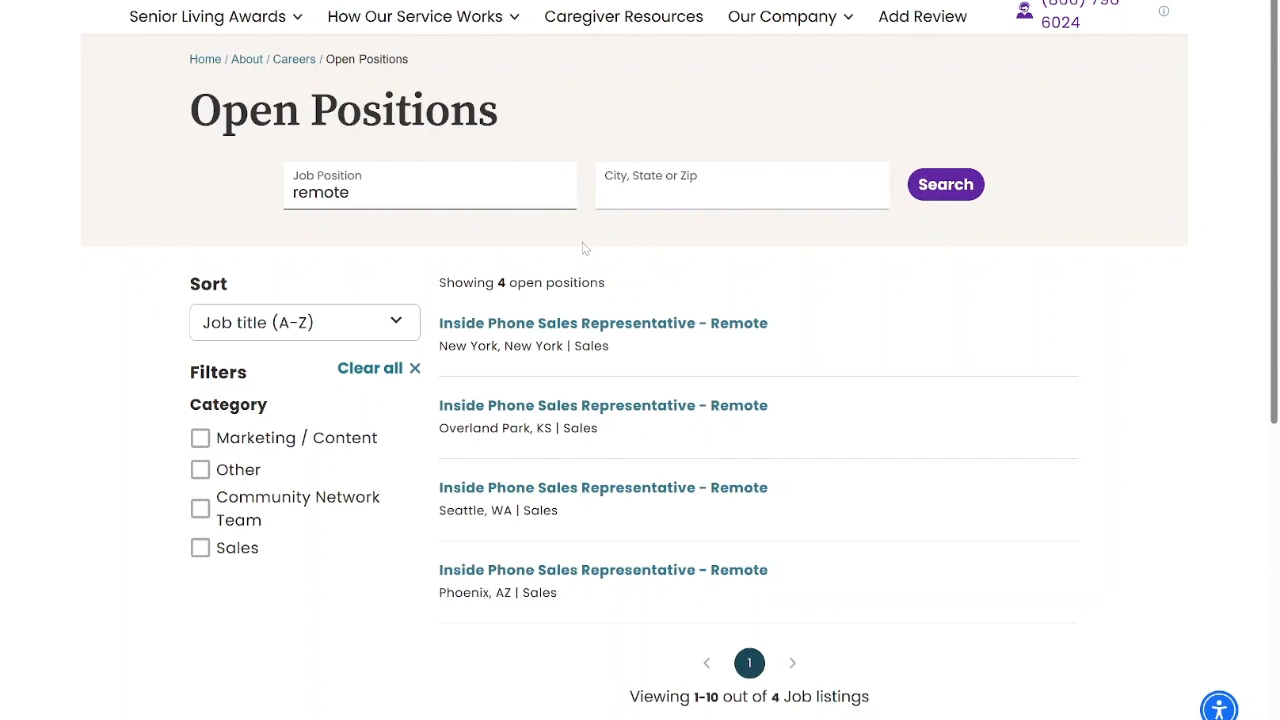 Senior Living Awards How Our Service Works Caregiver Resources Our Company Add Review
6024
Home / About / Careers / Open Positions
Open Positions
Job Position
remote
City, State or Zip
Search
Sort
Job title (A-Z)
Filters
Clear all ×
Category
Marketing / Content
Other
Community Network
Team
Sales
Showing 4 open positions
Inside Phone Sales Representative - Remote
New York, New York | Sales
Inside Phone Sales Representative - Remote
Overland Park, KS | Sales
Inside Phone Sales Representative - Remote
Seattle, WA | Sales
Inside Phone Sales Representative - Remote
Phoenix, AZ | Sales
1
Viewing 1-10 out of 4 Job listings